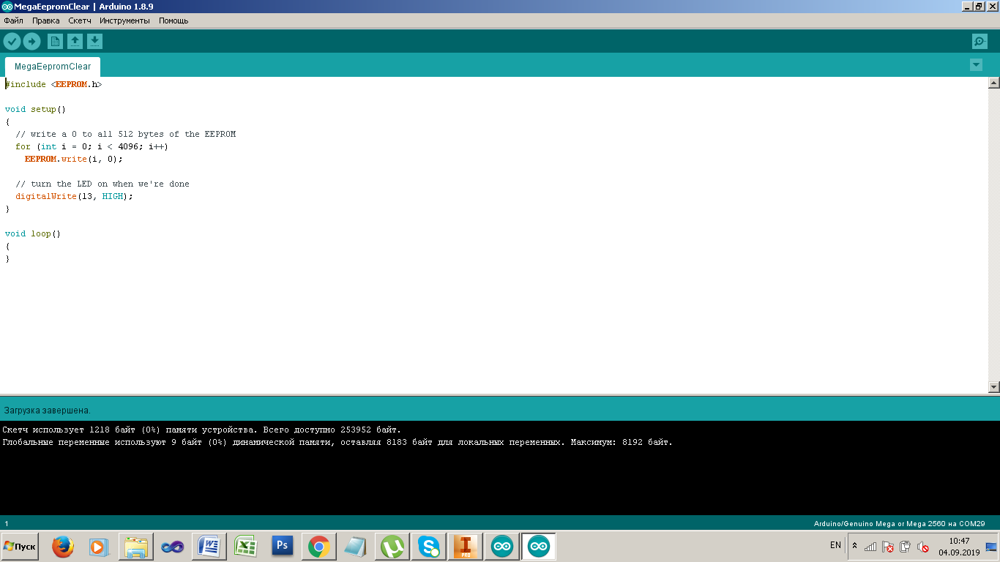 MegaEepromClear | Arduino 1.8.9
Файл Правка Скетч Инструменты Помощь
MegaEepromClear
#include <EEPROM.h>
void setup()
{
// write a 0 to all 512 bytes of the EEPROM
for (int i = 0; i < 4096; i++)
EEPROM.write(i, 0);
// turn the LED on when we're done
digitalWrite(13, HIGH);
}
void loop()
{
}
Загрузка завершена.
Скетч использует 1218 байт (0%) памяти устройства. Всего доступно 253952 байт.
Глобальные переменные используют 9 байт (0%) динамической памяти, оставляя 8183 байт для локальных переменных. Максимум: 8192 байт.
1 Arduino/Genuino Mega or Mega 2560 на COM29
Пуск Ps I PRO EN 10:47
04.09.2019